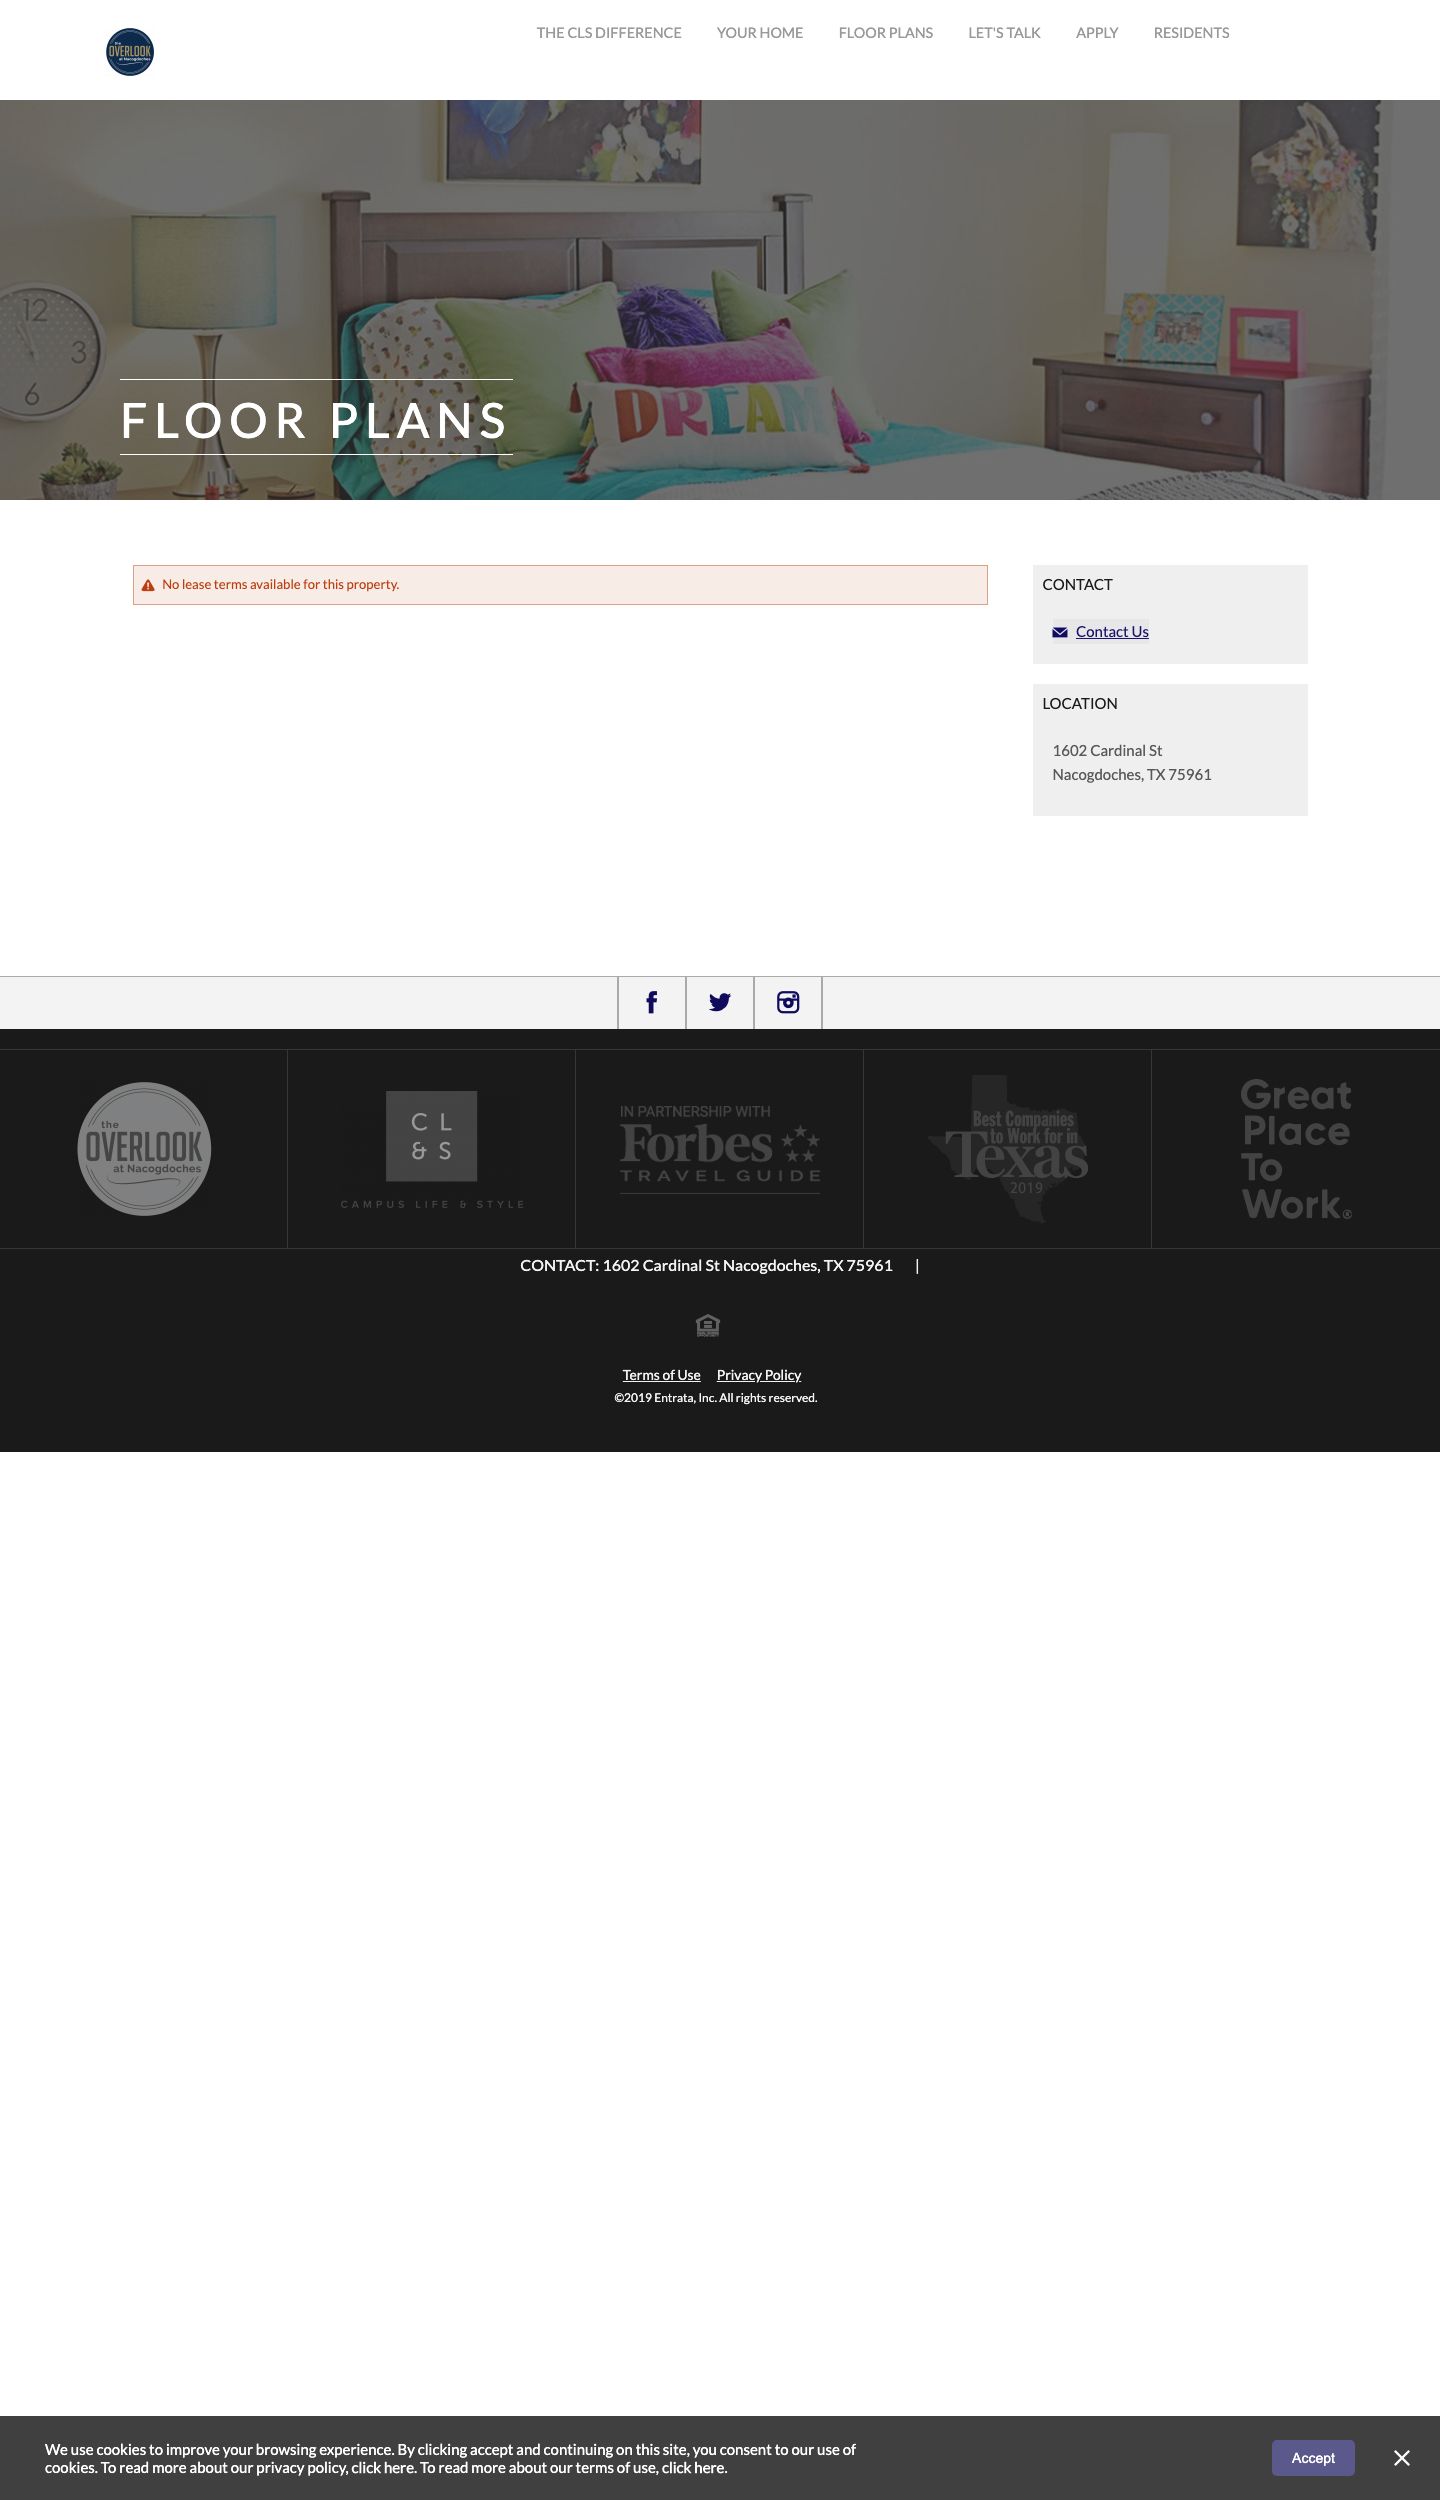 the
OVERLOOK
at Nacogdoches
THE CLS DIFFERENCE
YOUR HOME
FLOOR PLANS
LET'S TALK
APPLY
RESIDENTS
12
3
6
DREAM
FLOOR PLANS
No lease terms available for this property.
CONTACT
Contact Us
LOCATION
1602 Cardinal St
Nacogdoches, TX 75961
the
OVERLOOK
at Nacogdoches
C L
& S
CAMPUS LIFE & STYLE
IN PARTNERSHIP WITH
Forbes
TRAVEL GUIDE
Best Companies
to Work for in
Texas
2019
Great
Place
To
Work®
CONTACT: 1602 Cardinal St Nacogdoches, TX 75961 |
Terms of Use Privacy Policy
©2019 Entrata, Inc. All rights reserved.
We use cookies to improve your browsing experience. By clicking accept and continuing on this site, you consent to our use of
cookies. To read more about our privacy policy, click here. To read more about our terms of use, click here.
Accept